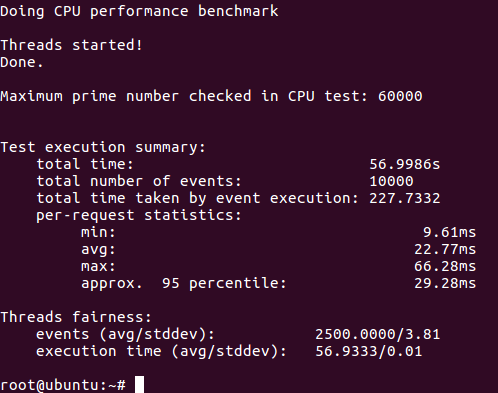 Doing CPU performance benchmark
Threads started!
Done.
Maximum prime number checked in CPU test: 60000
Test execution summary:
total time: 56.9986s
total number of events: 10000
total time taken by event execution: 227.7332
per-request statistics:
min: 9.61ms
avg: 22.77ms
max: 66.28ms
approx.  95 percentile: 29.28ms
Threads fairness:
events (avg/stddev): 2500.0000/3.81
execution time (avg/stddev): 56.9333/0.01
root@ubuntu:~#